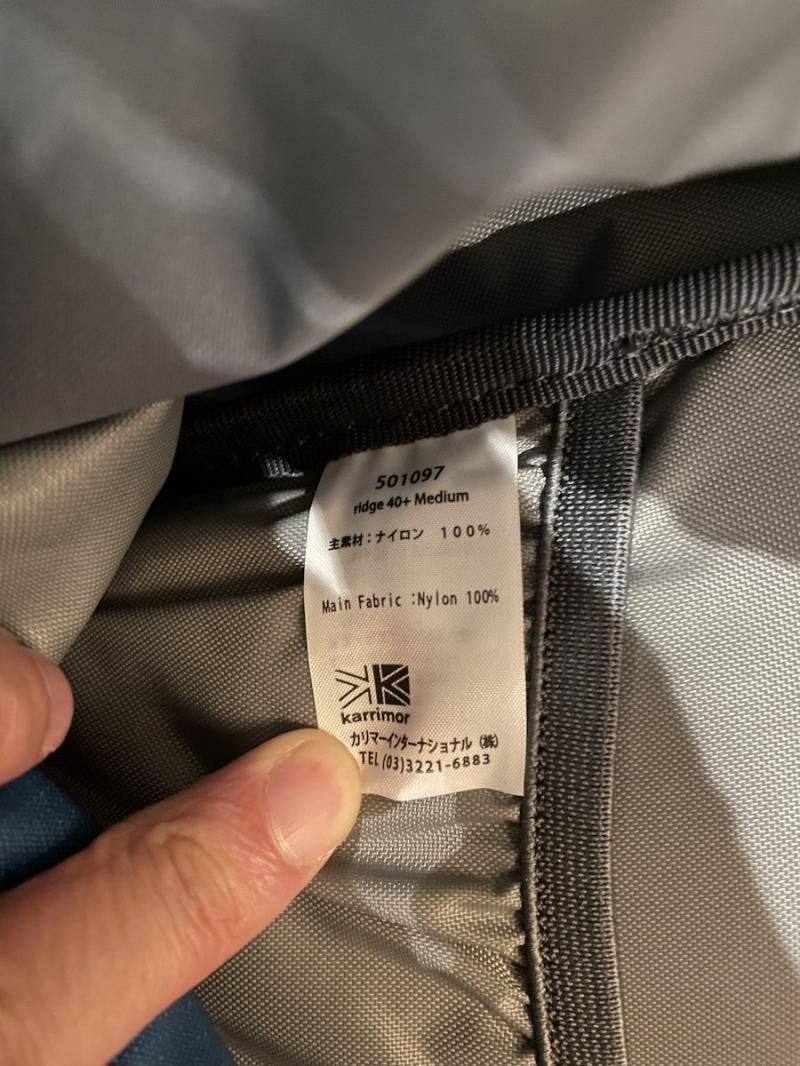 501097
ridge 40+ Medium
主素材：ナイロン 100%
Main Fabric :Nylon 100%
karrimor
カリマーインターナショナル（株）
TEL (03)3221-6883